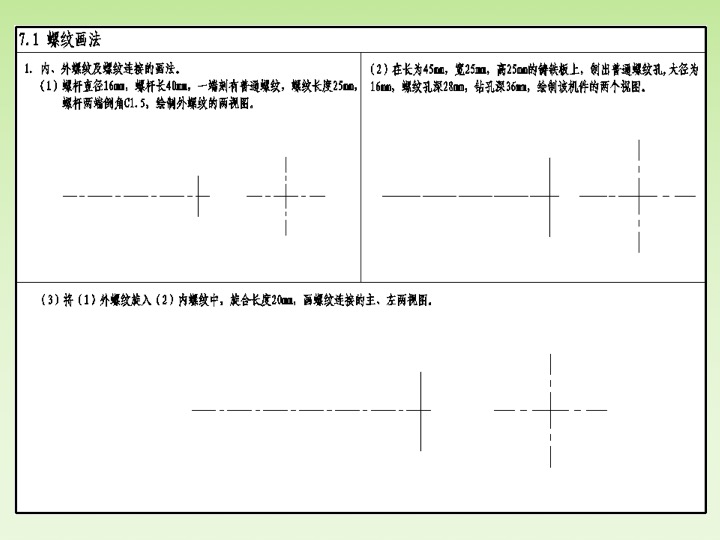 7.1 螺纹画法
1. 内、外螺纹及螺纹连接的画法。
(1)螺杆直径16mm，螺杆长40mm，一端刻有普通螺纹，螺纹长度25mm，
螺杆两端倒角C1.5，绘制外螺纹的两视图。
(2)在长为45mm，宽25mm，高25mm的铸铁板上，刨出普通螺纹孔,大径为
16mm，螺纹孔深28mm，钻孔深36mm，绘制该机件的两个视图。
(3)将(1)外螺纹旋入(2)内螺纹中，旋合长度20mm，画螺纹连接的主、左两视图。